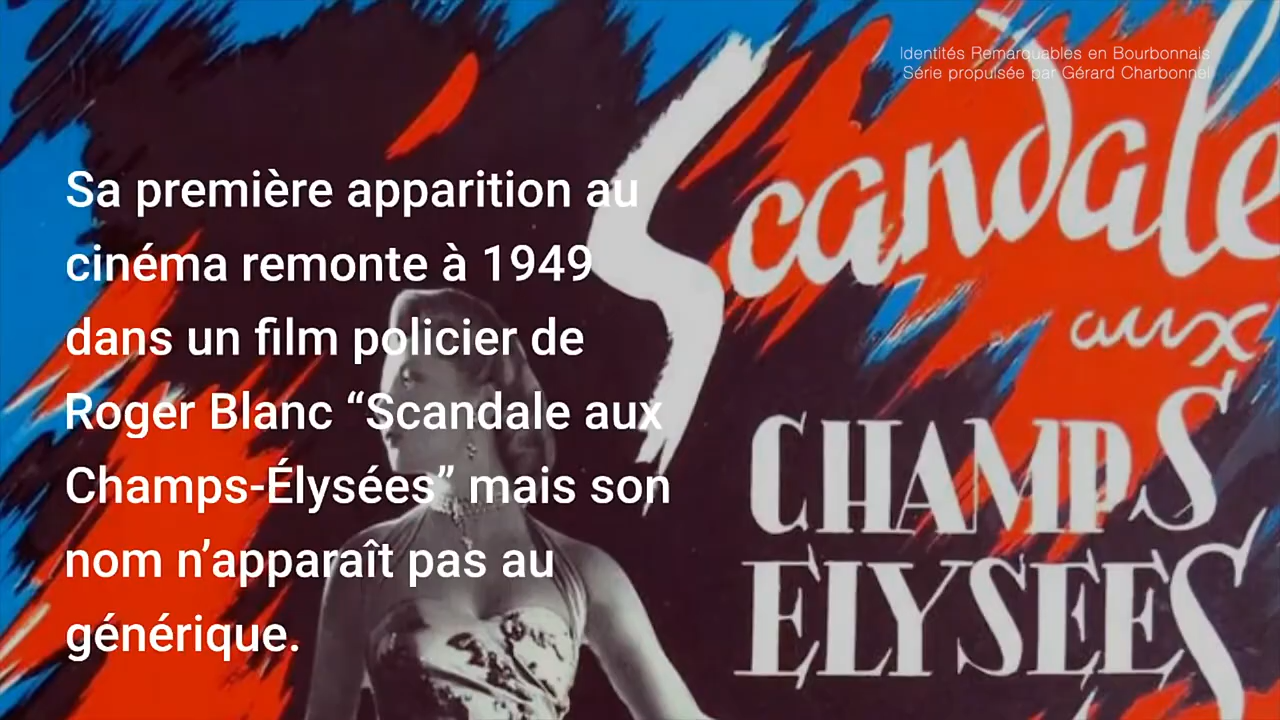 Identités Remarquables en Bourbonnais
Série propulsée par Gérard Charbonnel
Sa première apparition au
cinéma remonte à 1949
dans un film policier de
Roger Blanc “Scandale aux
Champs-Élysées” mais son
nom n’apparaît pas au
générique.
Scandale
aux
CHAMPS
ELYSEES